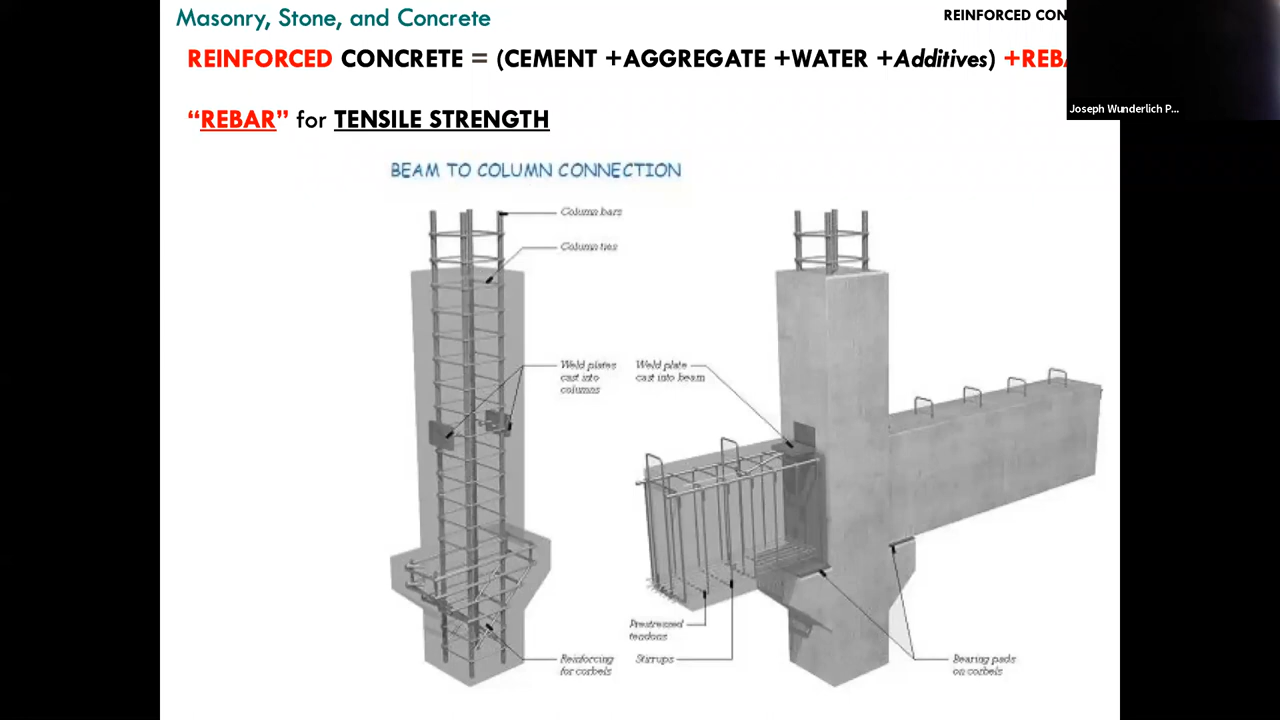 Masonry, Stone, and Concrete
REINFORCED CON
REINFORCED CONCRETE = (CEMENT +AGGREGATE +WATER +Additives) +REBA
Joseph Wunderlich P...
“REBAR” for TENSILE STRENGTH
BEAM TO COLUMN CONNECTION
Column bars
Column ties
Weld plates
cast into
columns
Weld plate
cast into beam
Prestressed
tendons
Stirrups
Reinforcing
for corbels
Bearing pads
on corbels